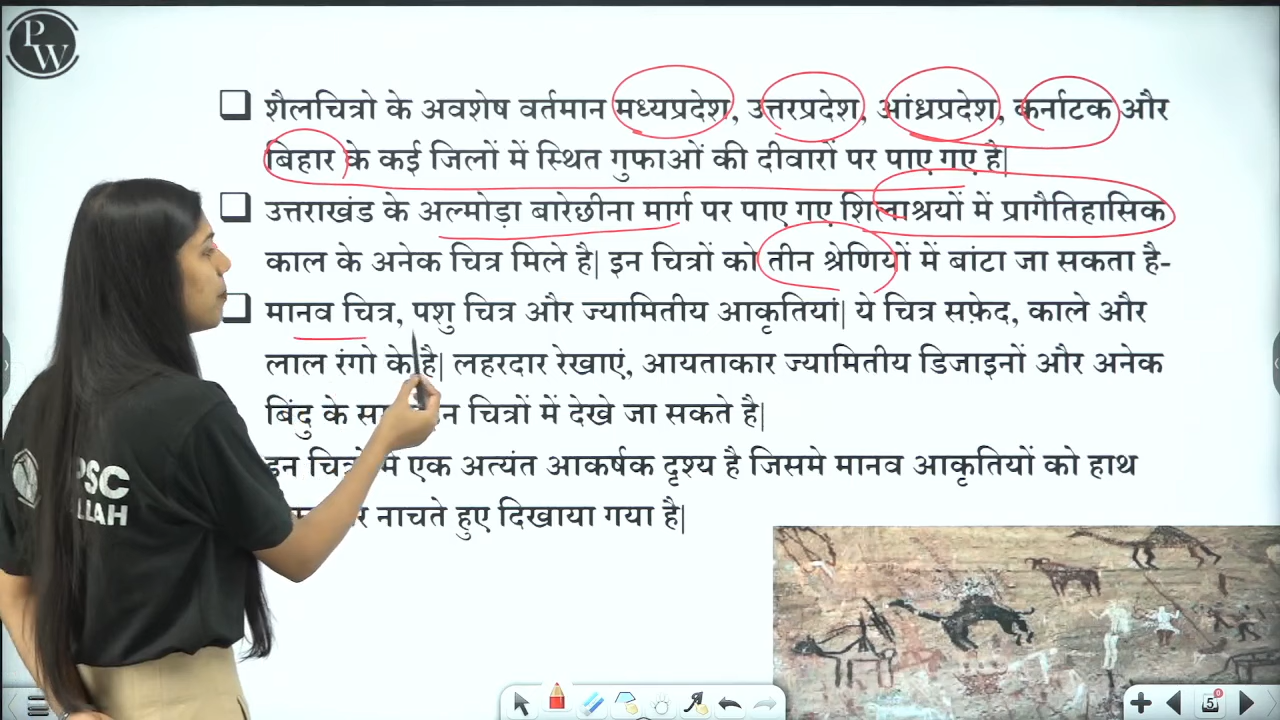 PW
शैलचित्रो के अवशेष वर्तमान मध्यप्रदेश, उत्तरप्रदेश, आंध्रप्रदेश, कर्नाटक और
बिहार के कई जिलों में स्थित गुफाओं की दीवारों पर पाए गए है|
उत्तराखंड के अल्मोड़ा बारेछीना मार्ग पर पाए गए शिलाश्रयों में प्रागैतिहासिक
काल के अनेक चित्र मिले है| इन चित्रों को तीन श्रेणियों में बांटा जा सकता है-
मानव चित्र, पशु चित्र और ज्यामितीय आकृतियां| ये चित्र सफ़ेद, काले और
लाल रंगो के है| लहरदार रेखाएं, आयताकार ज्यामितीय डिजाइनों और अनेक
बिंदु के चित्रों में देखे जा सकते है|
इन चित्रो में एक अत्यंत आकर्षक दृश्य है जिसमे मानव आकृतियों को हाथ
नाचते हुए दिखाया गया है|
PSC
5